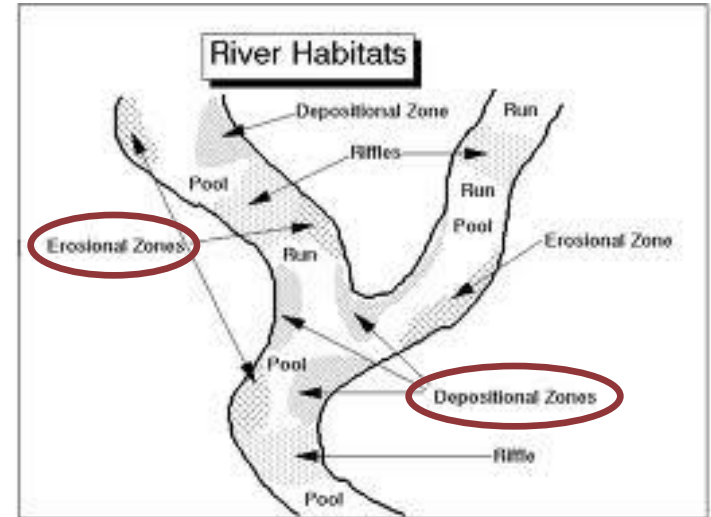 River Habitats
Depositional Zone
Run
Riffles
Pool
Run
Pool
Erosional Zones
Erosional Zone
Run
Pool
Depositional Zones
Riffle
Pool